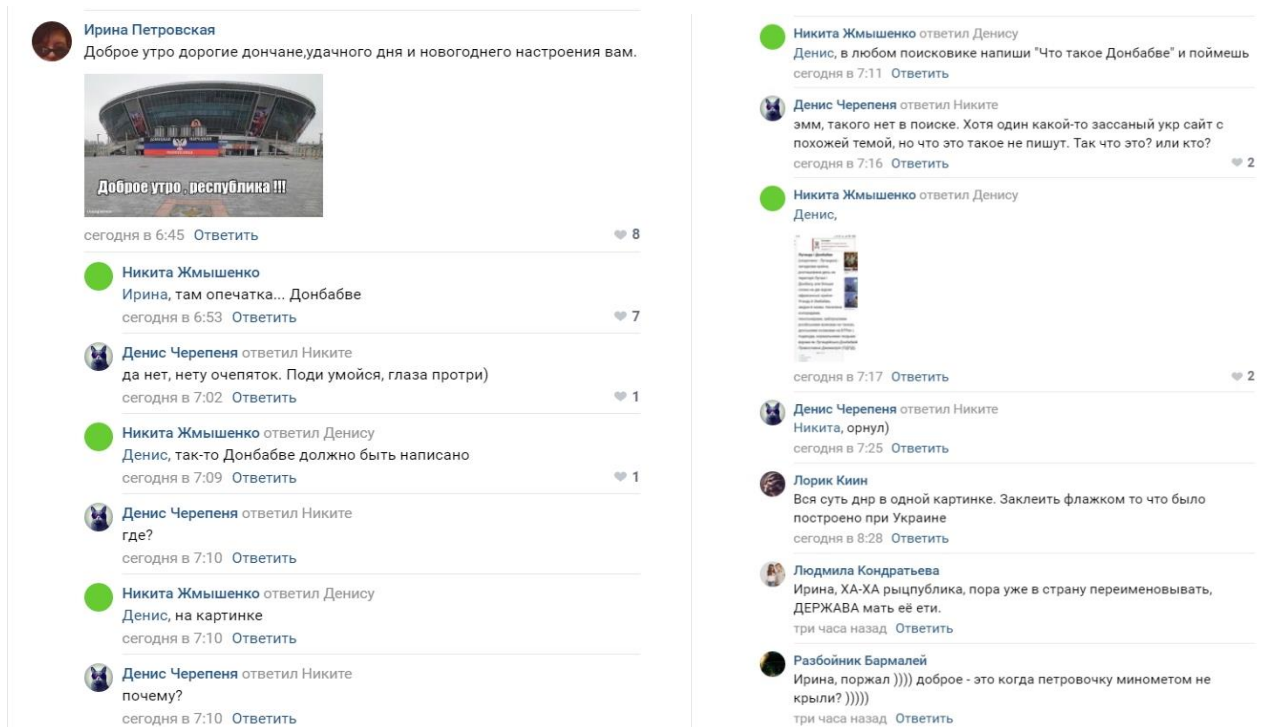 Ирина Петровская
Доброе утро дорогие дончане,удачного дня и новогоднего настроения вам.
Доброе утро , республика !!!
сегодня в 6:45 Ответить
8
Никита Жмышенко
Ирина, там опечатка... Донбабве
сегодня в 6:53 Ответить
7
Денис Черепеня ответил Никите
да нет, нету очепяток. Поди умойся, глаза протри)
сегодня в 7:02 Ответить
1
Никита Жмышенко ответил Денису
Денис, так-то Донбабве должно быть написано
сегодня в 7:09 Ответить
1
Денис Черепеня ответил Никите
где?
сегодня в 7:10 Ответить
Никита Жмышенко ответил Денису
Денис, на картинке
сегодня в 7:10 Ответить
Денис Черепеня ответил Никите
почему?
сегодня в 7:10 Ответить
Никита Жмышенко ответил Денису
Денис, в любом поисковике напиши "Что такое Донбабве" и поймешь
сегодня в 7:11 Ответить
Денис Черепеня ответил Никите
эмм, такого нет в поиске. Хотя один какой-то зассаный укр сайт с
похожей темой, но что это такое не пишут. Так что это? или кто?
сегодня в 7:16 Ответить
2
Никита Жмышенко ответил Денису
Денис,
сегодня в 7:17 Ответить
2
Денис Черепеня ответил Никите
Никита, орнул)
сегодня в 7:25 Ответить
Лорик Киин
Вся суть днр в одной картинке. Заклеить флажком то что было
построено при Украине
сегодня в 8:28 Ответить
Людмила Кондратьева
Ирина, ХА-ХА рыцпублика, пора уже в страну переименовывать,
ДЕРЖАВА мать её ети.
три часа назад Ответить
Разбойник Бармалей
Ирина, поржал )))) доброе - это когда петровочку минометом не
крыли? )))))
три часа назад Ответить